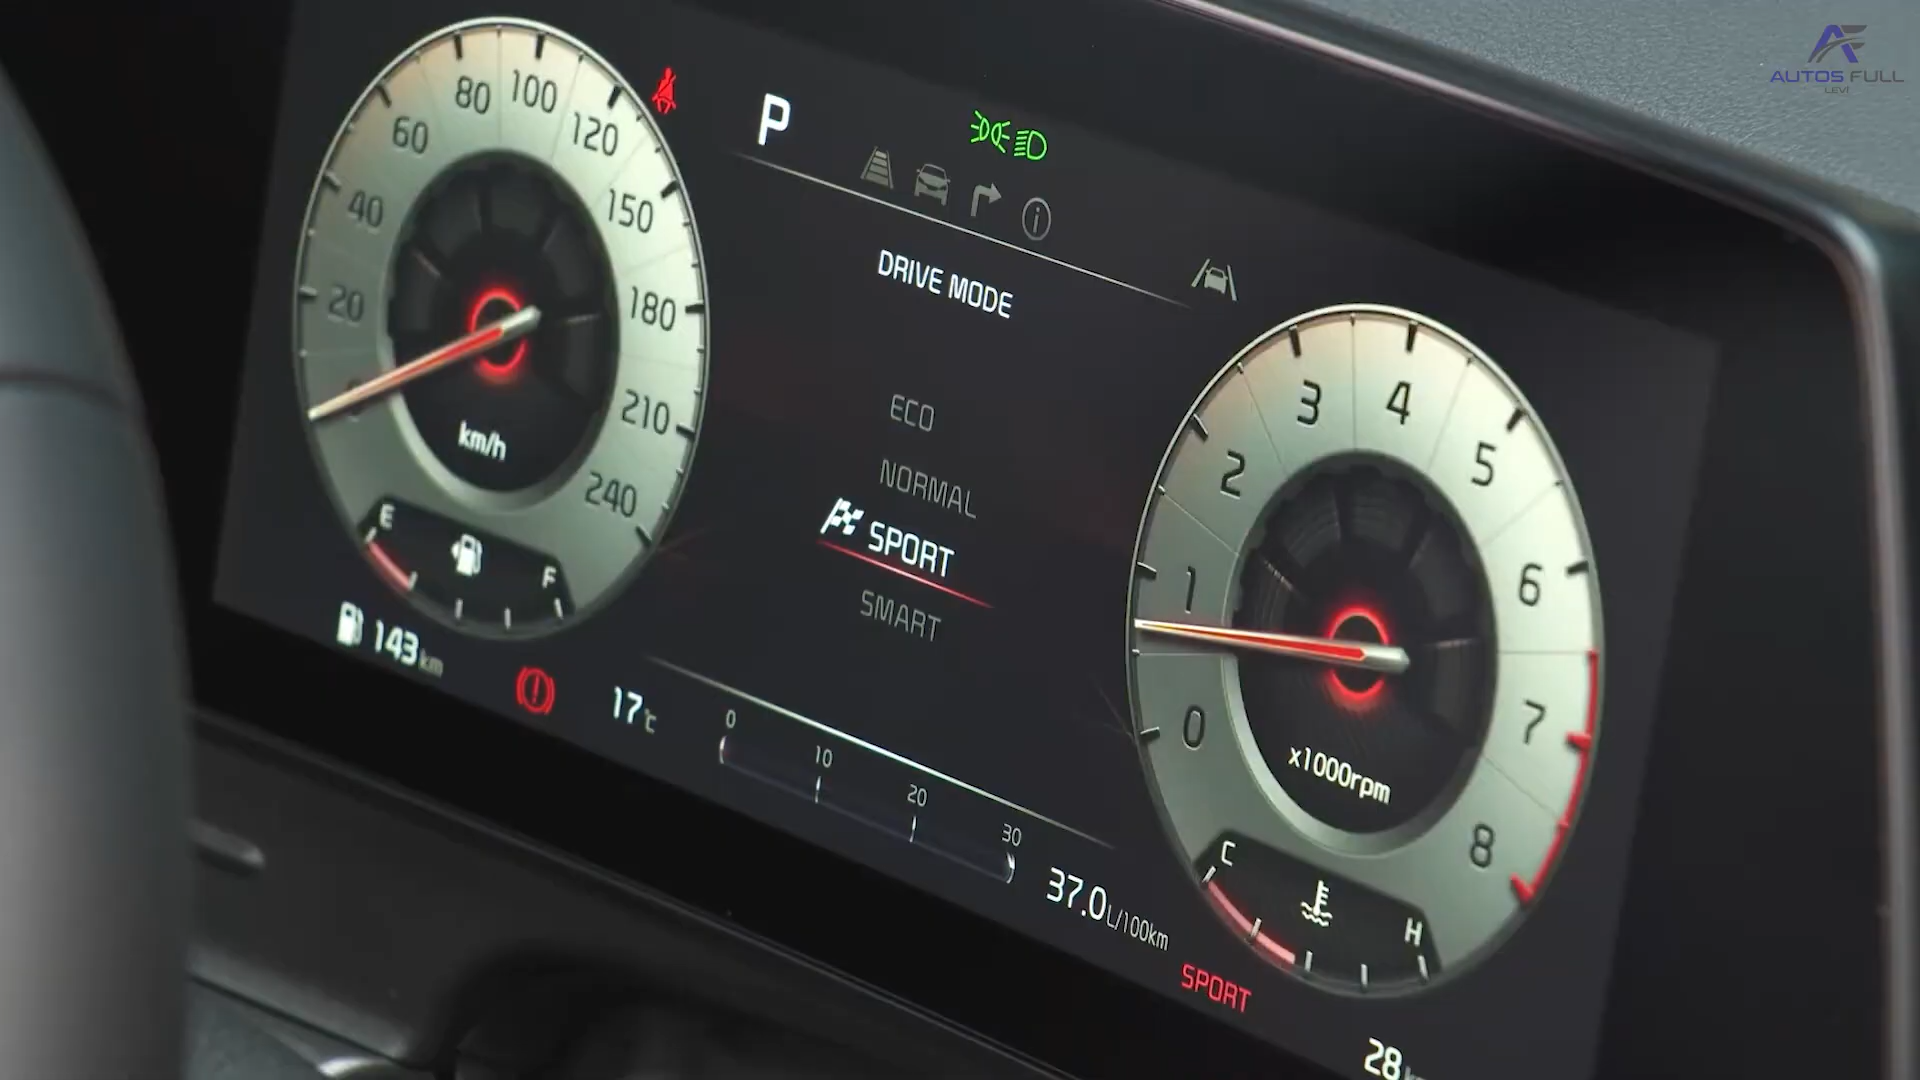 80 100
60 120
40 150
20 180
210
240
km/h
E F
143 km
P
DRIVE MODE
ECO
NORMAL
SPORT
SMART
17°C
0 10 20 30
37.0 L/100km
3 4
2 5
1 6
0 7
8
x1000rpm
C H
SPORT
28
AUTOS FULL
LEVI